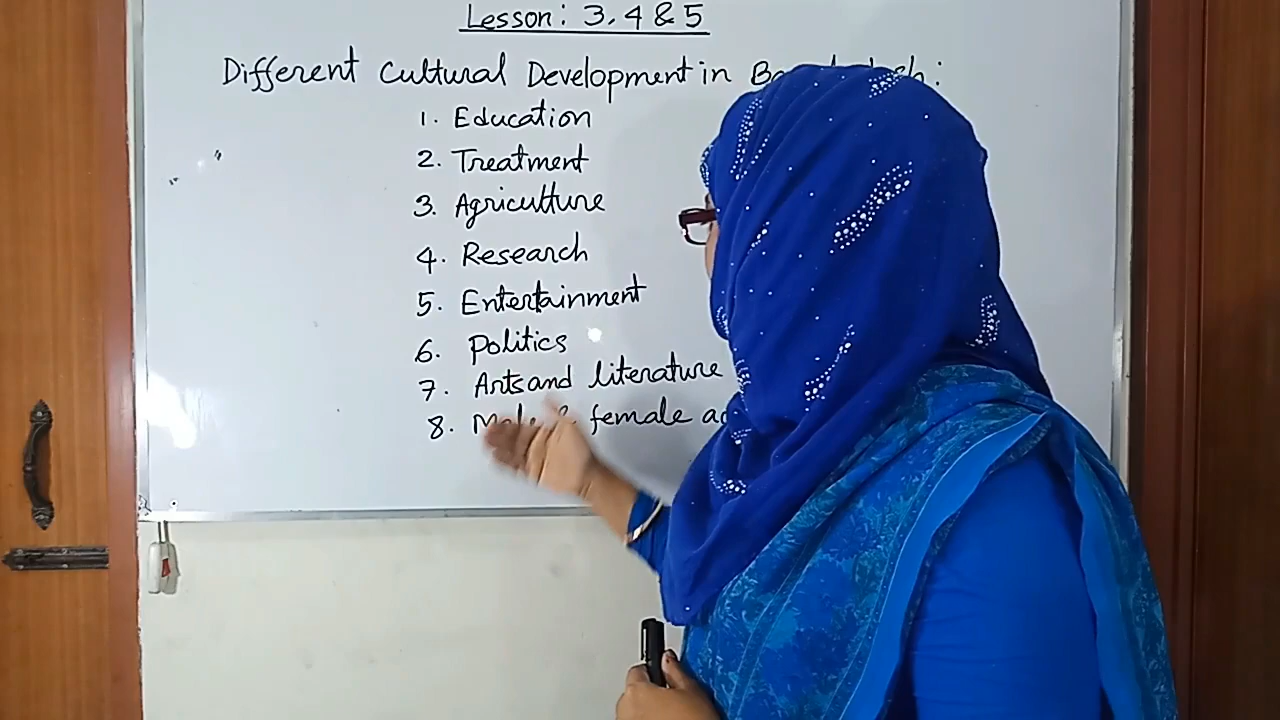 Lesson: 3, 4 & 5
Different Cultural Development in
1. Education
2. Treatment
3. Agriculture
4. Research
5. Entertainment
6. Politics
7. Arts and literature
8. female